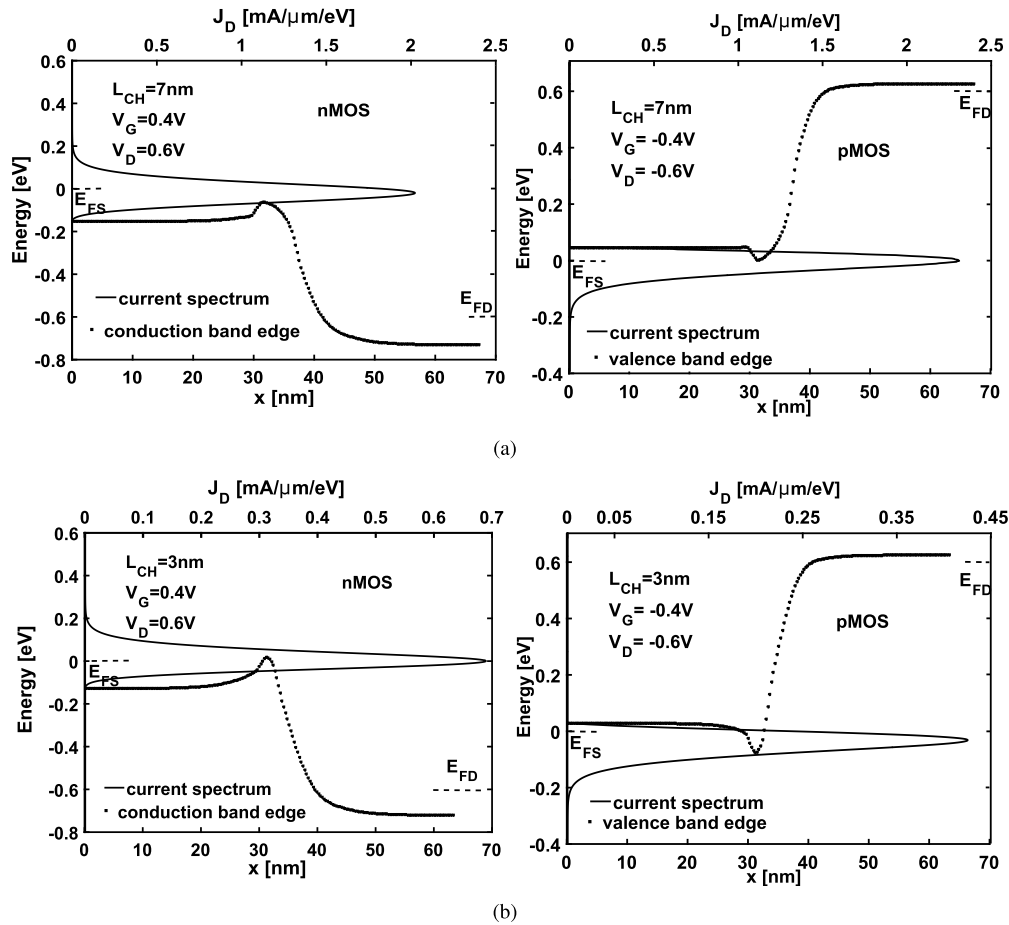 J_D [mA/μm/eV]
0 0.5 1 1.5 2 2.5
0.6
0.4
0.2
0
-0.2
-0.4
-0.6
-0.8
Energy [eV]
L_CH=7nm
V_G=0.4V
V_D=0.6V
nMOS
E_FS
E_FD
current spectrum
conduction band edge
0 10 20 30 40 50 60 70
x [nm]
J_D [mA/μm/eV]
0 0.5 1 1.5 2 2.5
0.6
0.4
0.2
0
-0.2
-0.4
Energy [eV]
L_CH=7nm
V_G= -0.4V
V_D= -0.6V
pMOS
E_FD
E_FS
current spectrum
valence band edge
0 10 20 30 40 50 60 70
x [nm]
(a)
J_D [mA/μm/eV]
0 0.1 0.2 0.3 0.4 0.5 0.6 0.7
0.6
0.4
0.2
0
-0.2
-0.4
-0.6
-0.8
Energy [eV]
L_CH=3nm
V_G=0.4V
V_D=0.6V
nMOS
E_FS
E_FD
current spectrum
conduction band edge
0 10 20 30 40 50 60 70
x [nm]
J_D [mA/μm/eV]
0 0.05 0.15 0.25 0.35 0.45
0.6
0.4
0.2
0
-0.2
-0.4
Energy [eV]
L_CH=3nm
V_G= -0.4V
V_D= -0.6V
pMOS
E_FD
E_FS
current spectrum
valence band edge
0 10 20 30 40 50 60 70
x [nm]
(b)